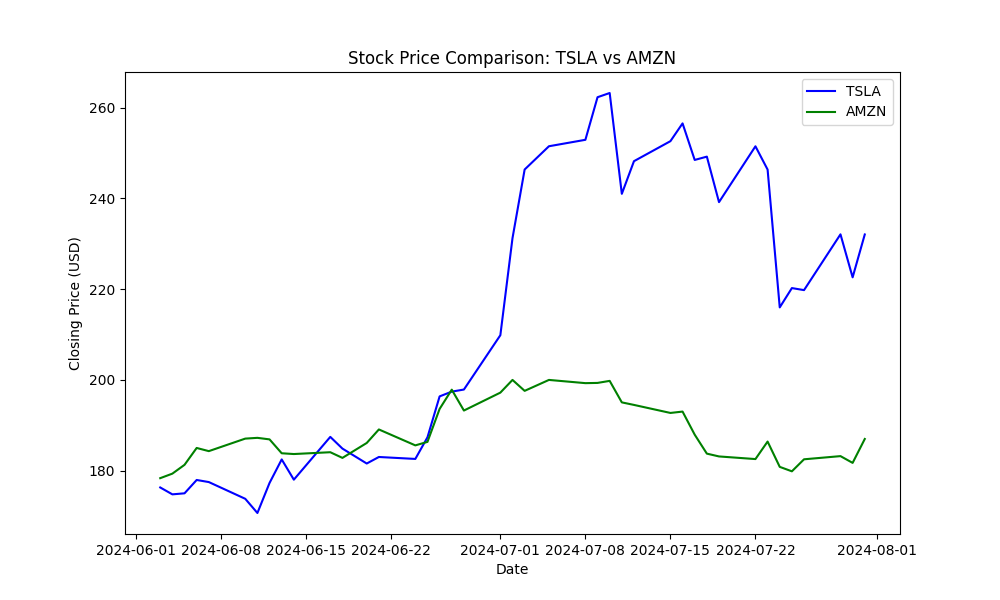 Stock Price Comparison: TSLA vs AMZN
TSLA
AMZN
Closing Price (USD)
260
240
220
200
180
2024-06-01 2024-06-08 2024-06-15 2024-06-22 2024-07-01 2024-07-08 2024-07-15 2024-07-22 2024-08-01
Date